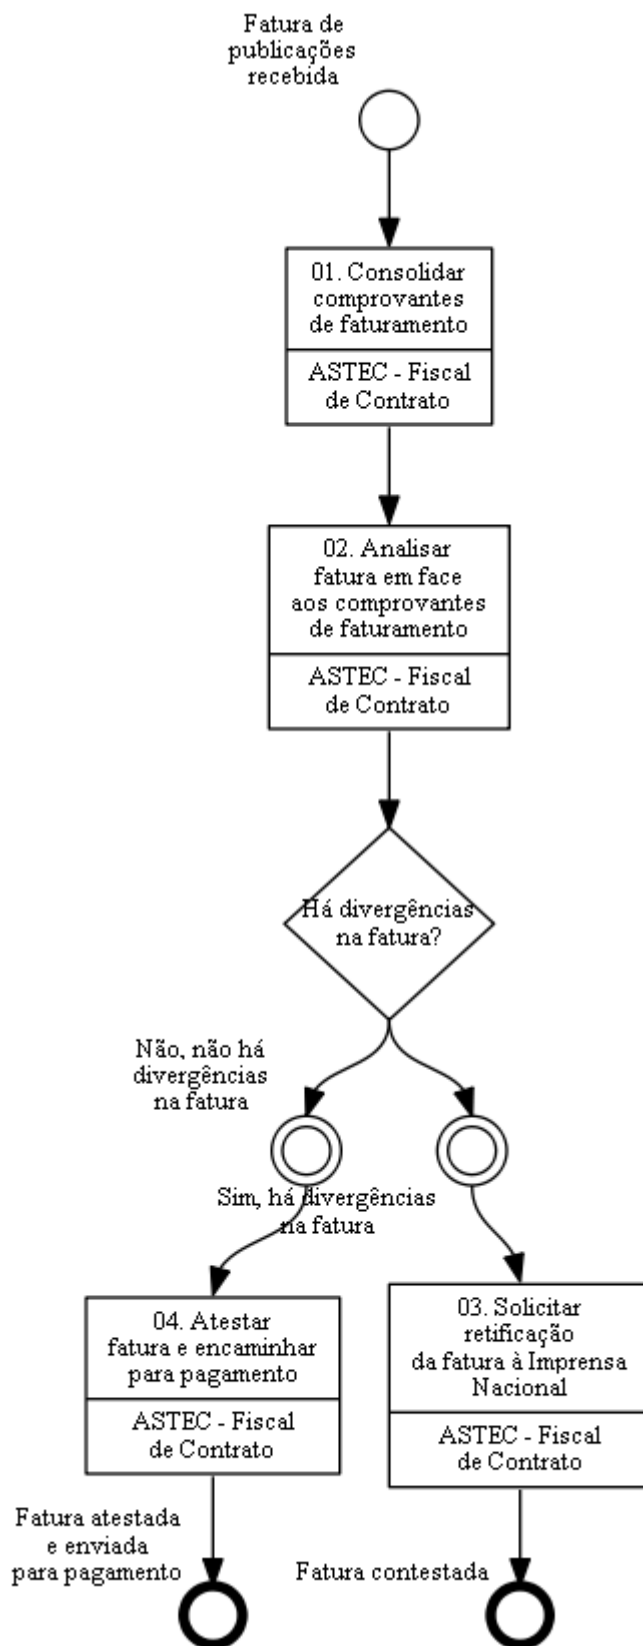 Fatura de
publicações
recebida
01. Consolidar
comprovantes
de faturamento
ASTEC - Fiscal
de Contrato
02. Analisar
fatura em face
aos comprovantes
de faturamento
ASTEC - Fiscal
de Contrato
Há divergências
na fatura?
Não, não há
divergências
na fatura
Sim, há divergências
na fatura
04. Atestar
fatura e encaminhar
para pagamento
ASTEC - Fiscal
de Contrato
03. Solicitar
retificação
da fatura à Imprensa
Nacional
ASTEC - Fiscal
de Contrato
Fatura atestada
e enviada
para pagamento
Fatura contestada